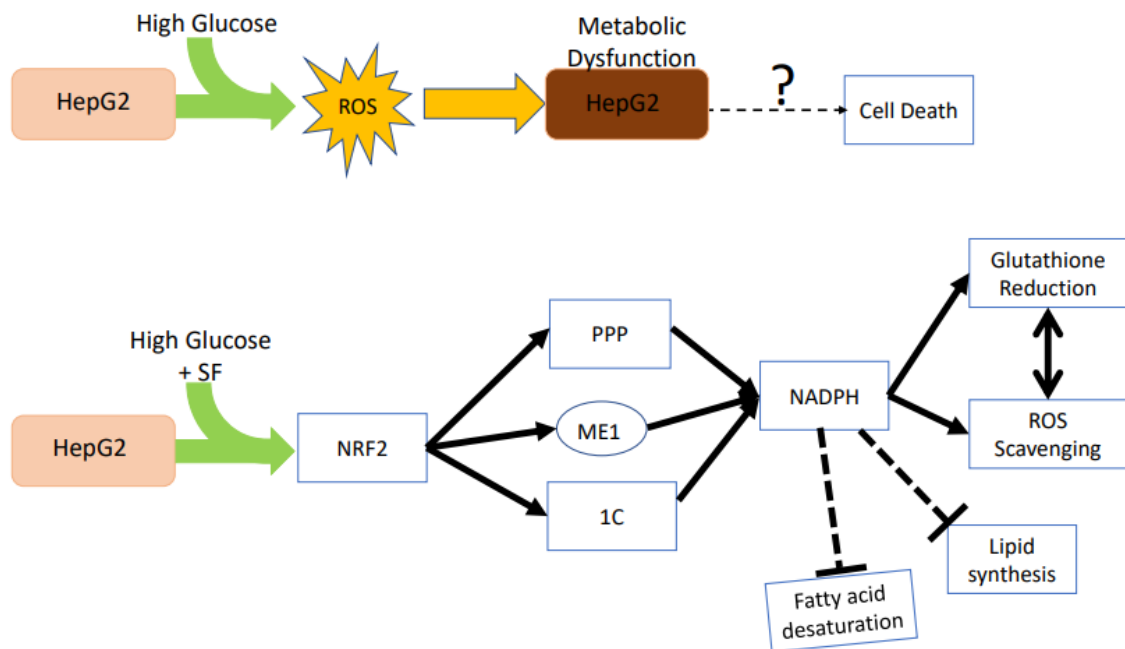 High Glucose
HepG2
ROS
Metabolic
Dysfunction
HepG2
?
Cell Death
High Glucose
+ SF
HepG2
NRF2
PPP
ME1
1C
NADPH
Glutathione
Reduction
ROS
Scavenging
Lipid
synthesis
Fatty acid
desaturation